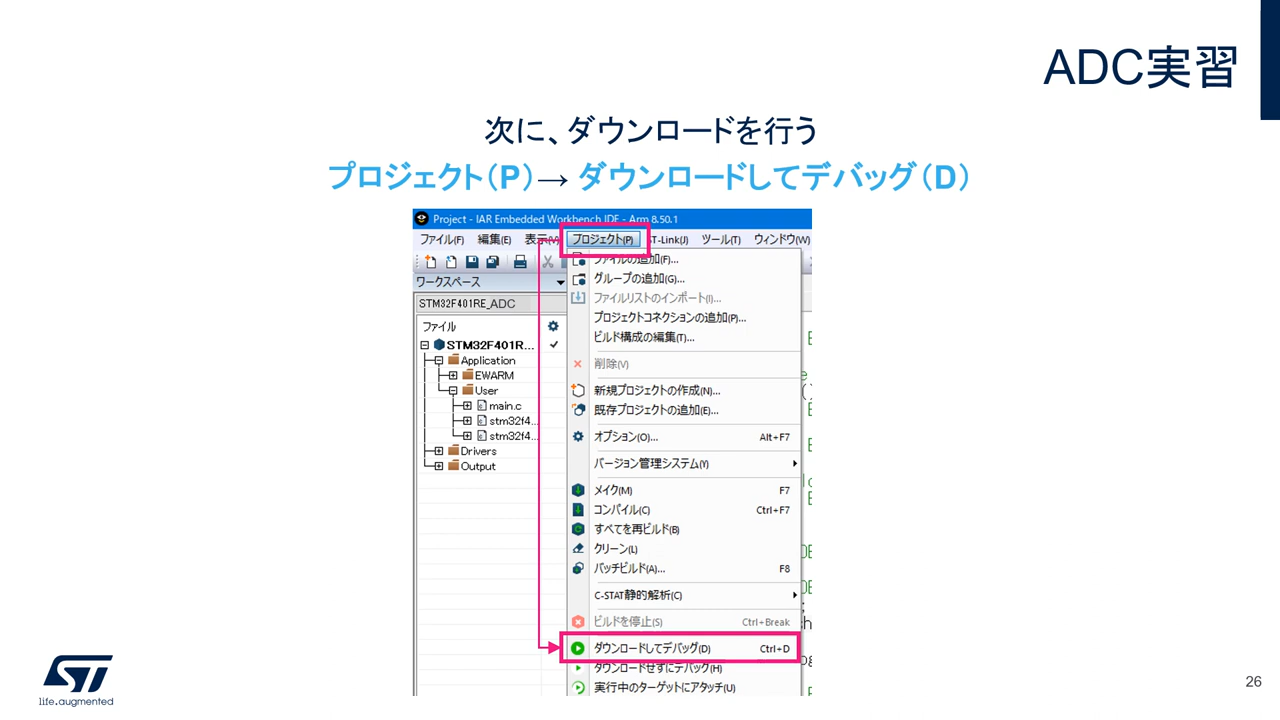 ADC実習
次に、ダウンロードを行う
プロジェクト(P)→ ダウンロードしてデバッグ(D)
Project - IAR Embedded Workbench IDE - Arm 8.50.1
ファイル(F) 編集(E) 表示(V) プロジェクト(P) ST-Link(J) ツール(T) ウィンドウ(W)
ワークスペース
STM32F401RE_ADC
ファイル
STM32F401R...
Application
EWARM
User
main.c
stm32f4...
stm32f4...
Drivers
Output
ファイルの追加(F)...
グループの追加(G)...
ファイルリストのインポート(I)...
プロジェクトコネクションの追加(P)...
ビルド構成の編集(T)...
削除(V)
新規プロジェクトの作成(N)...
既存プロジェクトの追加(E)...
オプション(O)... Alt+F7
バージョン管理システム(Y)
メイク(M) F7
コンパイル(C) Ctrl+F7
すべてを再ビルド(B)
クリーン(L)
バッチビルド(A)... F8
C-STAT静的解析(C)
ビルドを停止(S) Ctrl+Break
ダウンロードしてデバッグ(D) Ctrl+D
ダウンロードせずにデバッグ(H)
実行中のターゲットにアタッチ(U)
ST
life.augmented
26